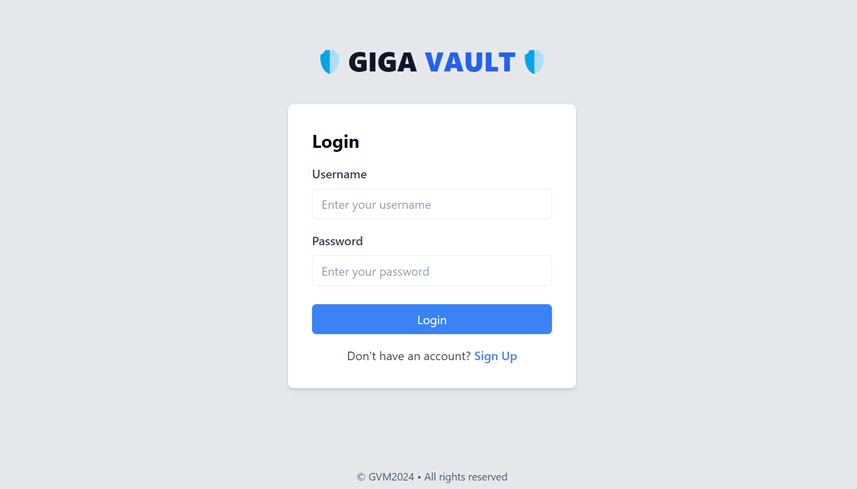 GIGA VAULT
Login
Username
Enter your username
Password
Enter your password
Login
Don't have an account? Sign Up
© GVM2024 • All rights reserved